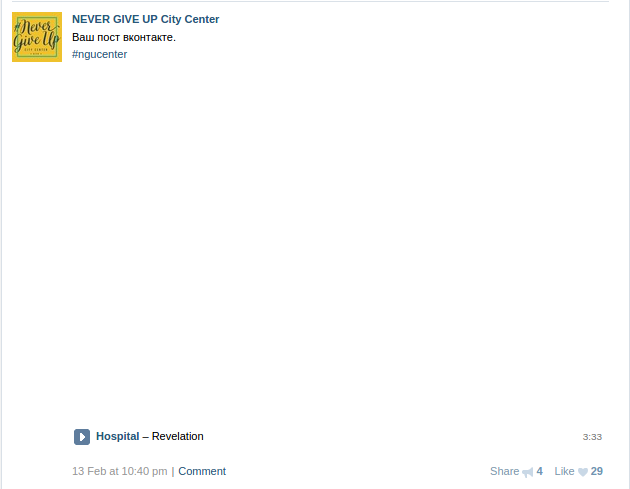 NEVER GIVE UP City Center
#Never
Give Up
CITY CENTER
Ваш пост вконтакте.
#ngucenter
Hospital – Revelation
3:33
13 Feb at 10:40 pm | Comment
Share 4 Like 29